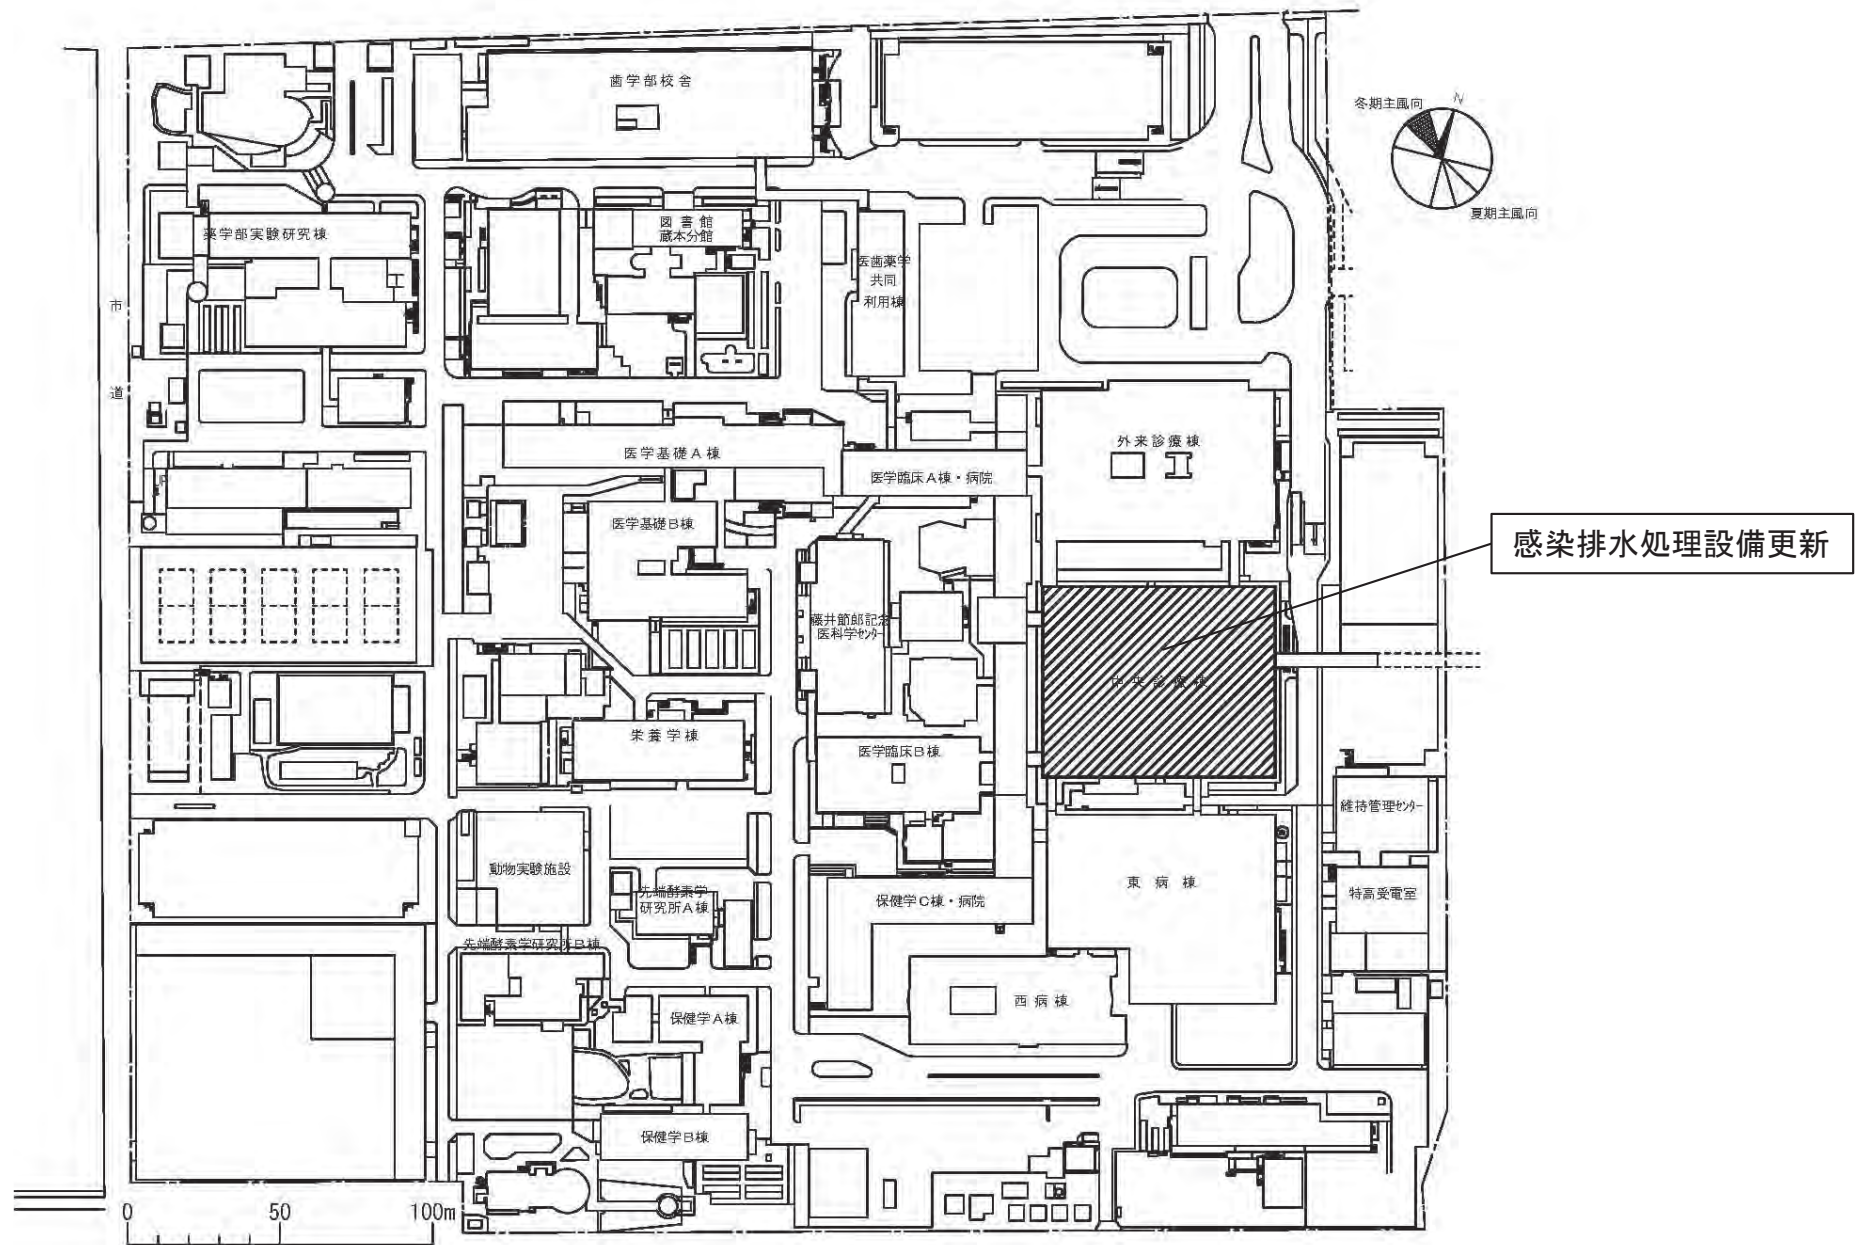 歯学部校舎
冬期主風向
N
夏期主風向
薬学部実験研究棟
図書館
蔵本分館
医歯薬学
共同
利用棟
市
道
医学基礎A棟
医学臨床A棟・病院
外来診療棟
医学基礎B棟
感染排水処理設備更新
藤井節郎記念
医科学センター
中央診療棟
栄養学棟
医学臨床B棟
維持管理センター
動物実験施設
先端酵素学
研究所A棟
保健学C棟・病院
東病棟
特高受電室
先端酵素学研究所B棟
西病棟
保健学A棟
保健学B棟
0 50 100m